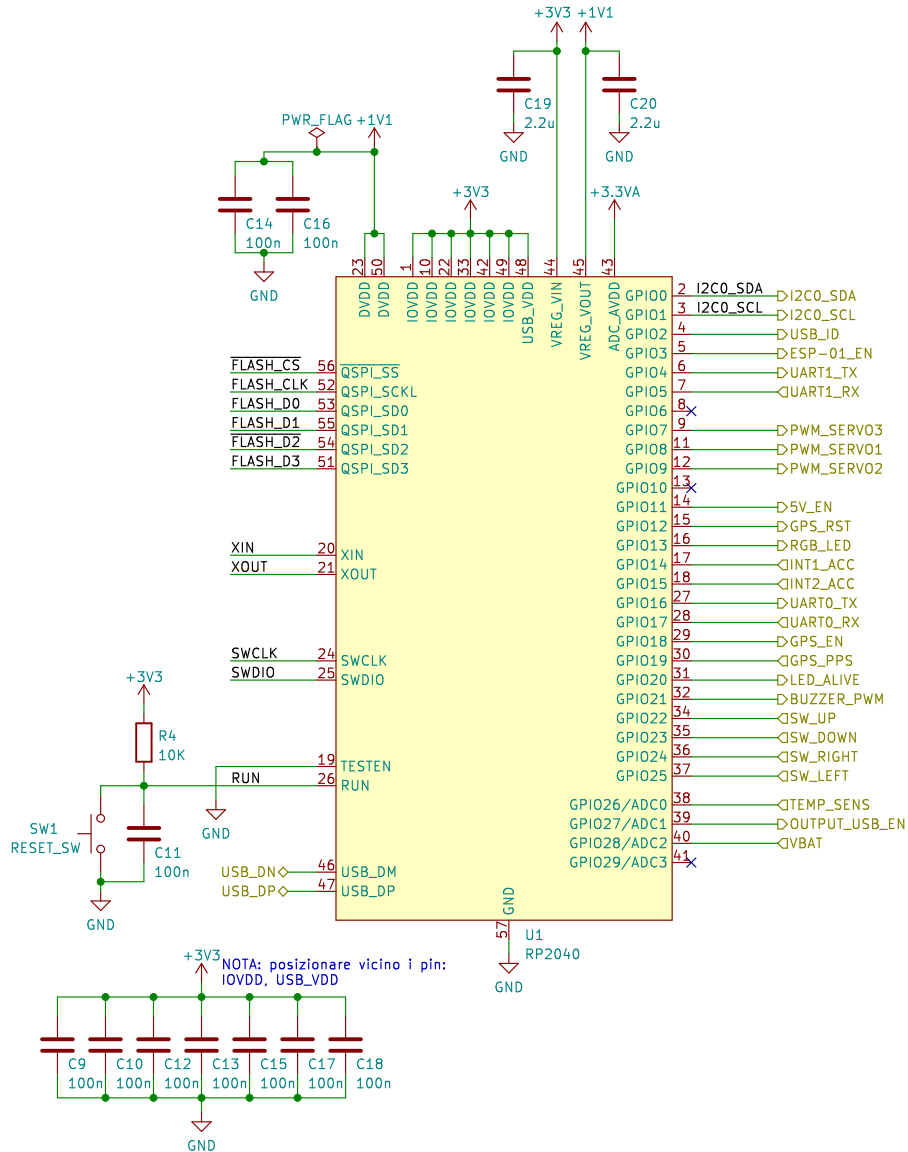 +3V3 +1V1
C19
2.2u
C20
2.2u
GND
GND
PWR_FLAG +1V1
C14
100n
C16
100n
GND
+3V3
+3.3VA
23 50 1 10 22 33 42 49 48 44 45 43
DVDD DVDD IOVDD IOVDD IOVDD IOVDD IOVDD IOVDD USB_VDD VREG_VIN VREG_VOUT ADC_AVDD
FLASH_CS 56 QSPI_SS
FLASH_CLK 52 QSPI_SCKL
FLASH_D0 53 QSPI_SD0
FLASH_D1 55 QSPI_SD1
FLASH_D2 54 QSPI_SD2
FLASH_D3 51 QSPI_SD3
XIN 20 XIN
XOUT 21 XOUT
SWCLK 24 SWCLK
SWDIO 25 SWDIO
19 TESTEN
RUN 26 RUN
USB_DN 46 USB_DM
USB_DP 47 USB_DP
GPIO0 2 I2C0_SDA I2C0_SDA
GPIO1 3 I2C0_SCL I2C0_SCL
GPIO2 4 USB_ID
GPIO3 5 ESP-01_EN
GPIO4 6 UART1_TX
GPIO5 7 UART1_RX
GPIO6 8
GPIO7 9 PWM_SERVO3
GPIO8 11 PWM_SERVO1
GPIO9 12 PWM_SERVO2
GPIO10 13
GPIO11 14 5V_EN
GPIO12 15 GPS_RST
GPIO13 16 RGB_LED
GPIO14 17 INT1_ACC
GPIO15 18 INT2_ACC
GPIO16 27 UART0_TX
GPIO17 28 UART0_RX
GPIO18 29 GPS_EN
GPIO19 30 GPS_PPS
GPIO20 31 LED_ALIVE
GPIO21 32 BUZZER_PWM
GPIO22 34 SW_UP
GPIO23 35 SW_DOWN
GPIO24 36 SW_RIGHT
GPIO25 37 SW_LEFT
GPIO26/ADC0 38 TEMP_SENS
GPIO27/ADC1 39 OUTPUT_USB_EN
GPIO28/ADC2 40 VBAT
GPIO29/ADC3 41
+3V3
R4
10K
SW1
RESET_SW
C11
100n
GND
GND
GND
57
U1
RP2040
GND
+3V3
NOTA: posizionare vicino i pin:
IOVDD, USB_VDD
C9 C10 C12 C13 C15 C17 C18
100n 100n 100n 100n 100n 100n 100n
GND